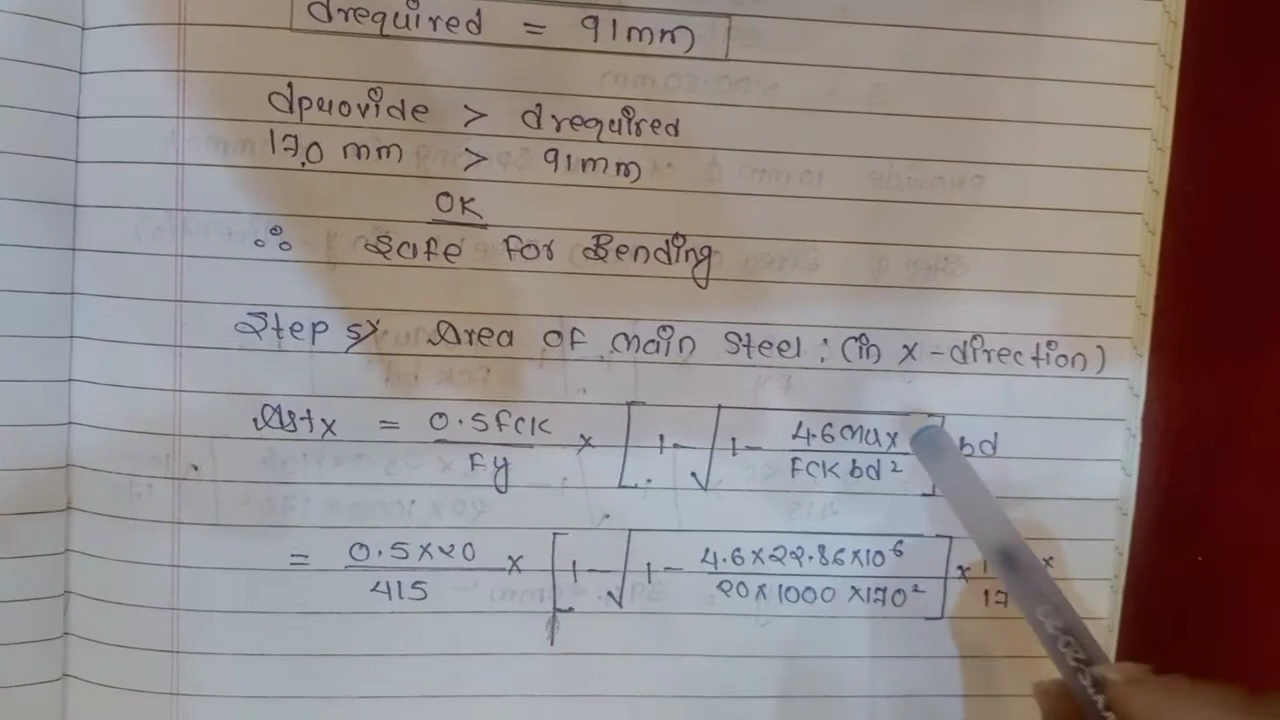 drequired = 91mm
dprovide > drequired
170 mm > 91mm
OK
∴ Safe For Bending
Step 5> Area OF main Steel: (in x-direction)
Astx = 0.5fck / Fy × [1-√1- 4.6Mux / FCKbd²] bd
= 0.5×20 / 415 × [1-√1- 4.6×22.86×10⁶ / 20×1000×170²] ×